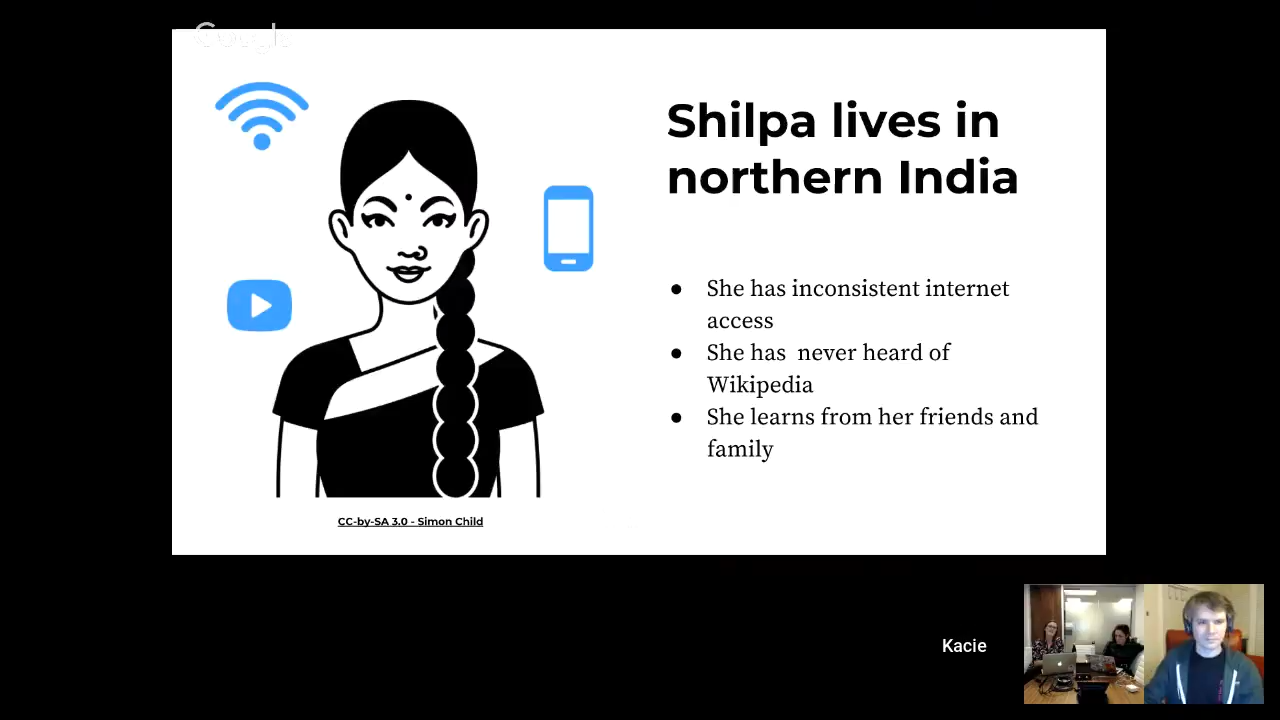 Google
Shilpa lives in
northern India
● She has inconsistent internet
access
● She has  never heard of
Wikipedia
● She learns from her friends and
family
CC-by-SA 3.0 - Simon Child
Kacie